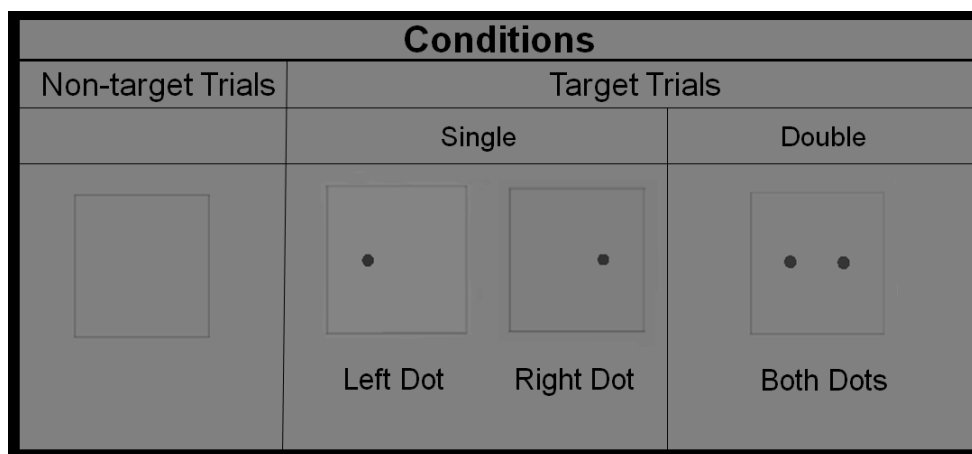 Conditions
Non-target Trials
Target Trials
Single
Double
Left Dot
Right Dot
Both Dots